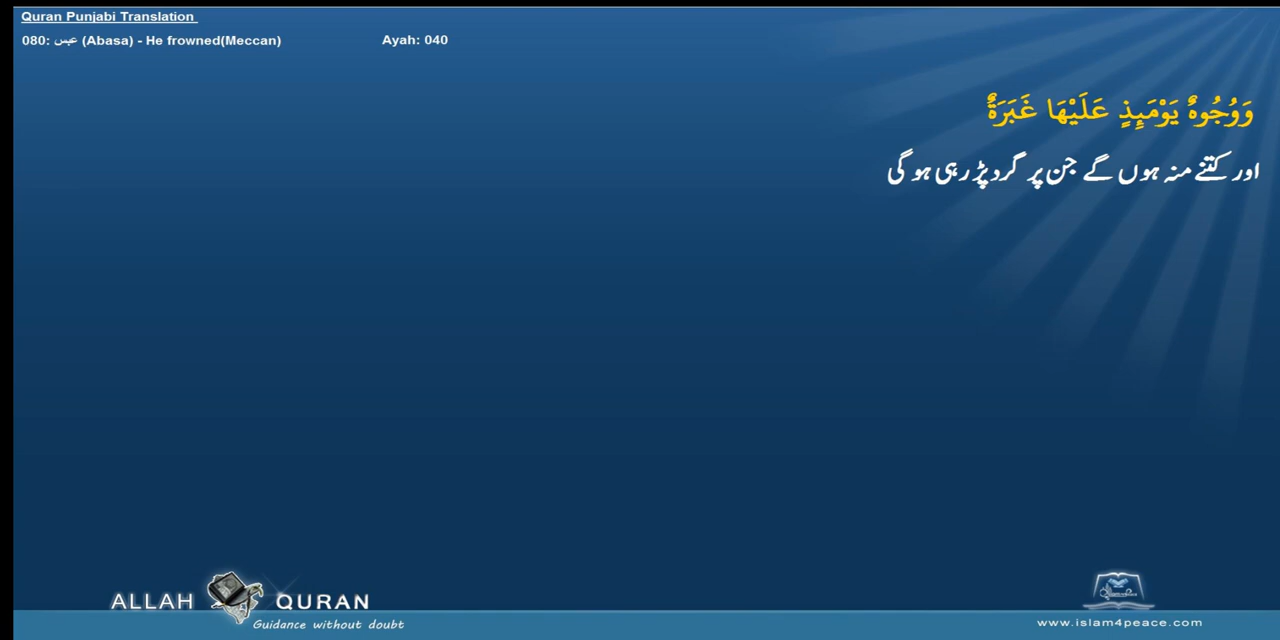 Quran Punjabi Translation
080: عبس (Abasa) - He frowned(Meccan) Ayah: 040
وَوُجُوهٌ يَوْمَئِذٍ عَلَيْهَا غَبَرَةٌ
اور کتنے منہ ہوں گے جن پر گرد پڑ رہی ہو گی
ALLAH QURAN
Guidance without doubt
www.islam4peace.com